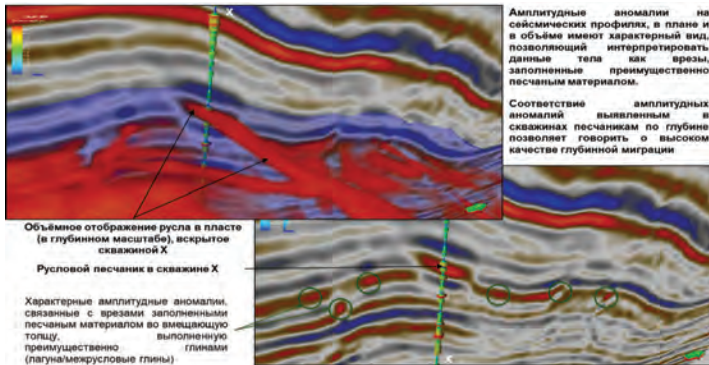 X
Амплитудные аномалии на
сейсмических профилях, в плане и
в объёме имеют характерный вид,
позволяющий интерпретировать
данные тела как врезы,
заполненные преимущественно
песчаным материалом.
Соответствие амплитудных
аномалий выявленным в
скважинах песчаникам по глубине
позволяет говорить о высоком
качестве глубинной миграции
Объёмное отображение русла в пласте
(в глубинном масштабе), вскрытое
скважиной X
Русловой песчаник в скважине X
Характерные амплитудные аномалии,
связанные с врезами заполненными
песчаным материалом во вмещающую
толщу, выполненную
преимущественно глинами
(лагуна/межрусловые глины)
X